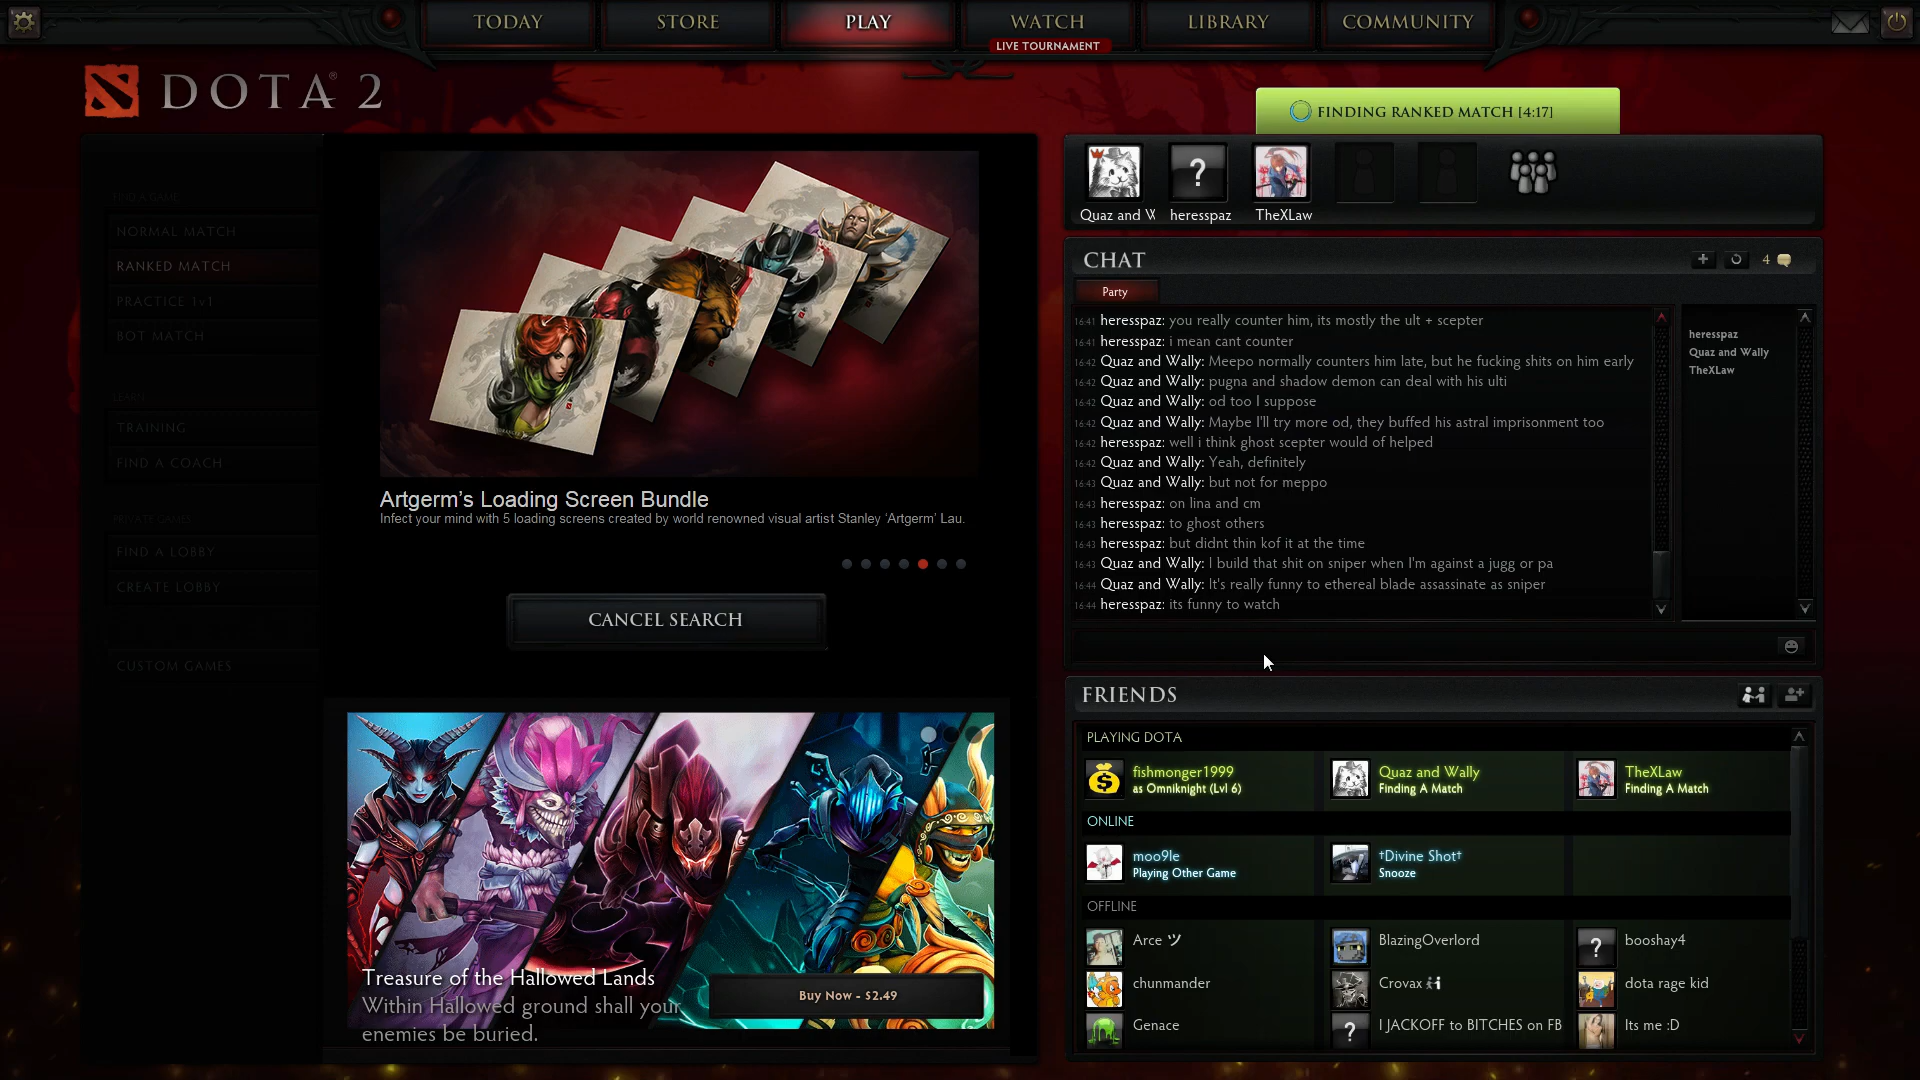 TODAY
STORE
PLAY
WATCH
LIBRARY
COMMUNITY
LIVE TOURNAMENT
DOTA® 2
FINDING RANKED MATCH [4:17]
Quaz and W
heresspaz
TheXLaw
FIND A GAME
NORMAL MATCH
RANKED MATCH
PRACTICE 1v1
BOT MATCH
LEARN
TRAINING
FIND A COACH
PRIVATE GAMES
FIND A LOBBY
CREATE LOBBY
CUSTOM GAMES
Artgerm's Loading Screen Bundle
Infect your mind with 5 loading screens created by world renowned visual artist Stanley 'Artgerm' Lau.
CANCEL SEARCH
Treasure of the Hallowed Lands
Within Hallowed ground shall your
enemies be buried.
Buy Now - $2.49
CHAT
4
Party
16:41 heresspaz: you really counter him, its mostly the ult + scepter
16:41 heresspaz: i mean cant counter
16:42 Quaz and Wally: Meepo normally counters him late, but he fucking shits on him early
16:42 Quaz and Wally: pugna and shadow demon can deal with his ulti
16:42 Quaz and Wally: od too I suppose
16:42 Quaz and Wally: Maybe I'll try more od, they buffed his astral imprisonment too
16:42 heresspaz: well i think ghost scepter would of helped
16:42 Quaz and Wally: Yeah, definitely
16:43 Quaz and Wally: but not for meppo
16:43 heresspaz: on lina and cm
16:43 heresspaz: to ghost others
16:43 heresspaz: but didnt thin kof it at the time
16:43 Quaz and Wally: I build that shit on sniper when I'm against a jugg or pa
16:44 Quaz and Wally: It's really funny to ethereal blade assassinate as sniper
16:44 heresspaz: its funny to watch
heresspaz
Quaz and Wally
TheXLaw
FRIENDS
PLAYING DOTA
fishmonger1999
as Omniknight (Lvl 6)
Quaz and Wally
Finding A Match
TheXLaw
Finding A Match
ONLINE
moo9le
Playing Other Game
†Divine Shot†
Snooze
OFFLINE
Arce ツ
BlazingOverlord
booshay4
chunmander
Crovax
dota rage kid
Genace
I JACKOFF to BITCHES on FB
Its me :D